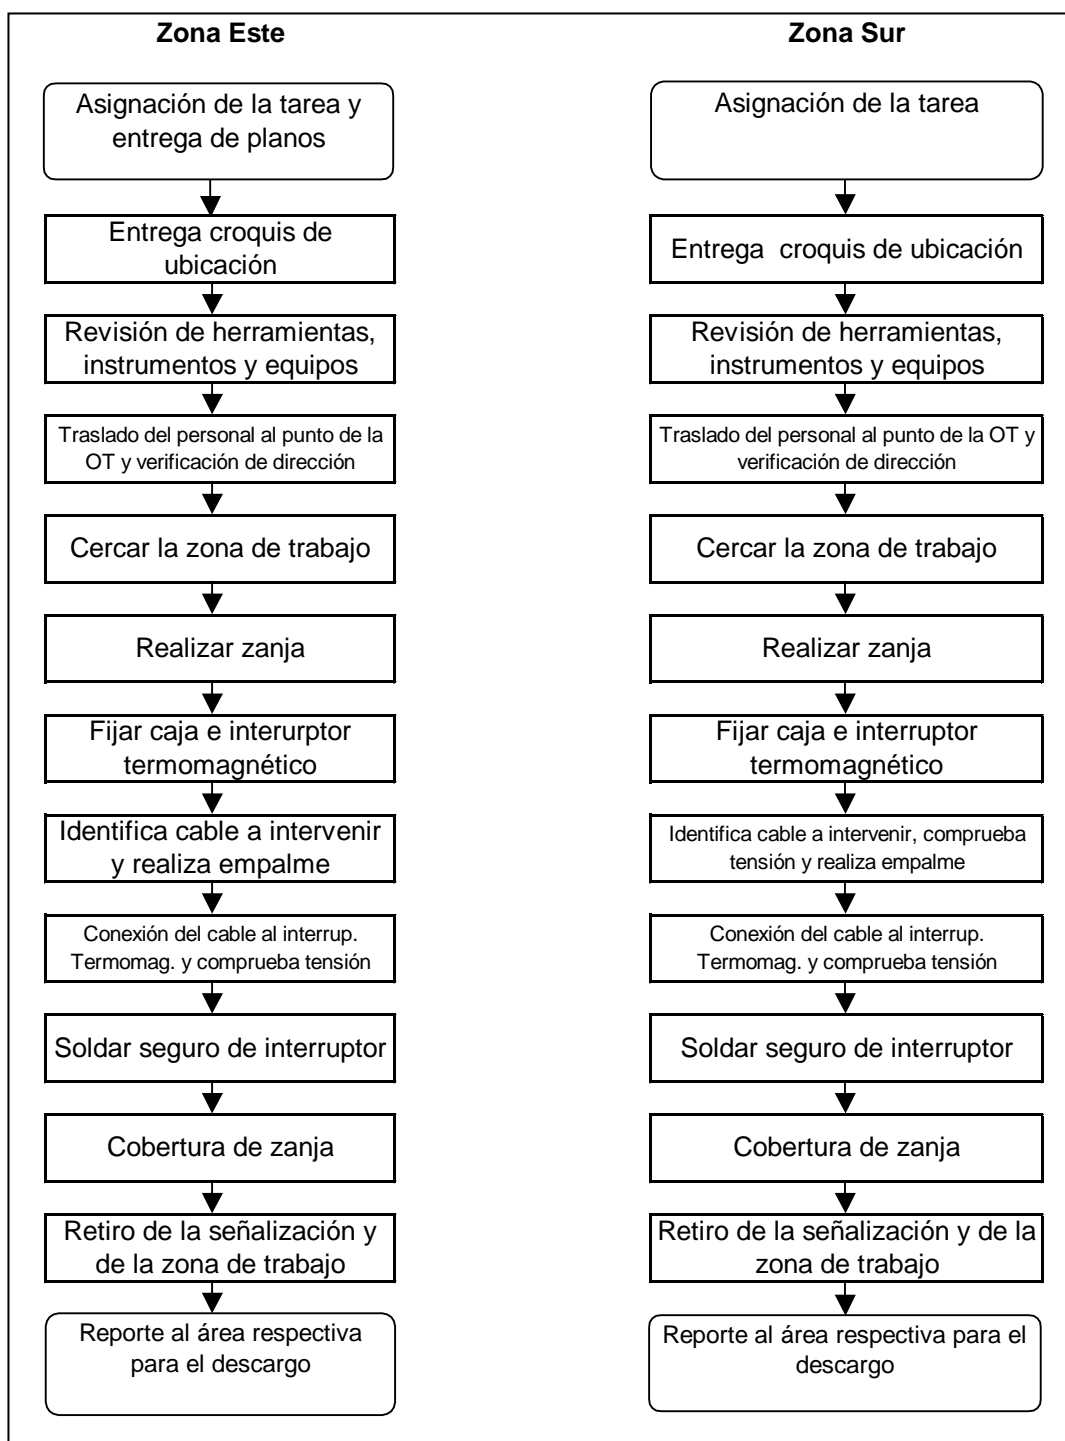 Zona Este
Asignación de la tarea y
entrega de planos
Entrega croquis de
ubicación
Revisión de herramientas,
instrumentos y equipos
Traslado del personal al punto de la
OT y verificación de dirección
Cercar la zona de trabajo
Realizar zanja
Fijar caja e interurptor
termomagnético
Identifica cable a intervenir
y realiza empalme
Conexión del cable al interrup.
Termomag. y comprueba tensión
Soldar seguro de interruptor
Cobertura de zanja
Retiro de la señalización y
de la zona de trabajo
Reporte al área respectiva
para el descargo
Zona Sur
Asignación de la tarea
Entrega  croquis de ubicación
Revisión de herramientas,
instrumentos y equipos
Traslado del personal al punto de la OT y
verificación de dirección
Cercar la zona de trabajo
Realizar zanja
Fijar caja e interruptor
termomagnético
Identifica cable a intervenir, comprueba
tensión y realiza empalme
Conexión del cable al interrup.
Termomag. y comprueba tensión
Soldar seguro de interruptor
Cobertura de zanja
Retiro de la señalización y de la
zona de trabajo
Reporte al área respectiva para el
descargo